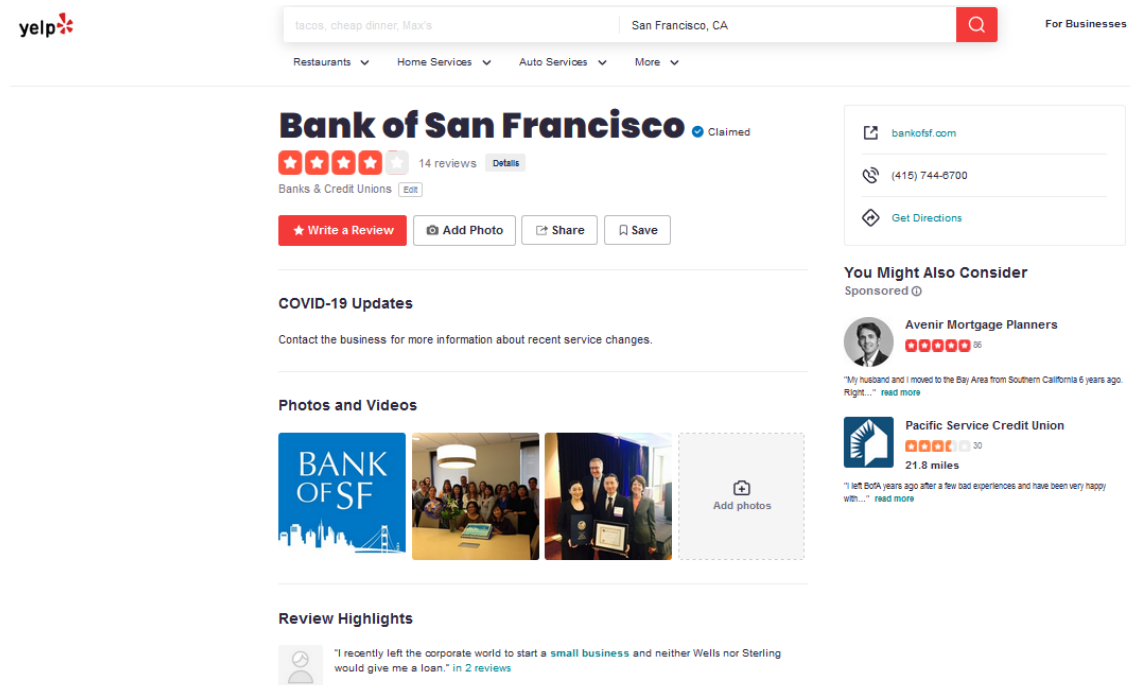 yelp
tacos, cheap dinner, Max's
San Francisco, CA
For Businesses
Restaurants
Home Services
Auto Services
More
Bank of San Francisco
Claimed
14 reviews
Details
Banks & Credit Unions
Edit
Write a Review
Add Photo
Share
Save
COVID-19 Updates
Contact the business for more information about recent service changes.
Photos and Videos
BANK
OF SF
Add photos
Review Highlights
"I recently left the corporate world to start a small business and neither Wells nor Sterling
would give me a loan." in 2 reviews
bankofsf.com
(415) 744-6700
Get Directions
You Might Also Consider
Sponsored
Avenir Mortgage Planners
86
"My husband and I moved to the Bay Area from Southern California 6 years ago.
Right…" read more
Pacific Service Credit Union
30
21.8 miles
"I left BofA years ago after a few bad experiences and have been very happy
with…" read more